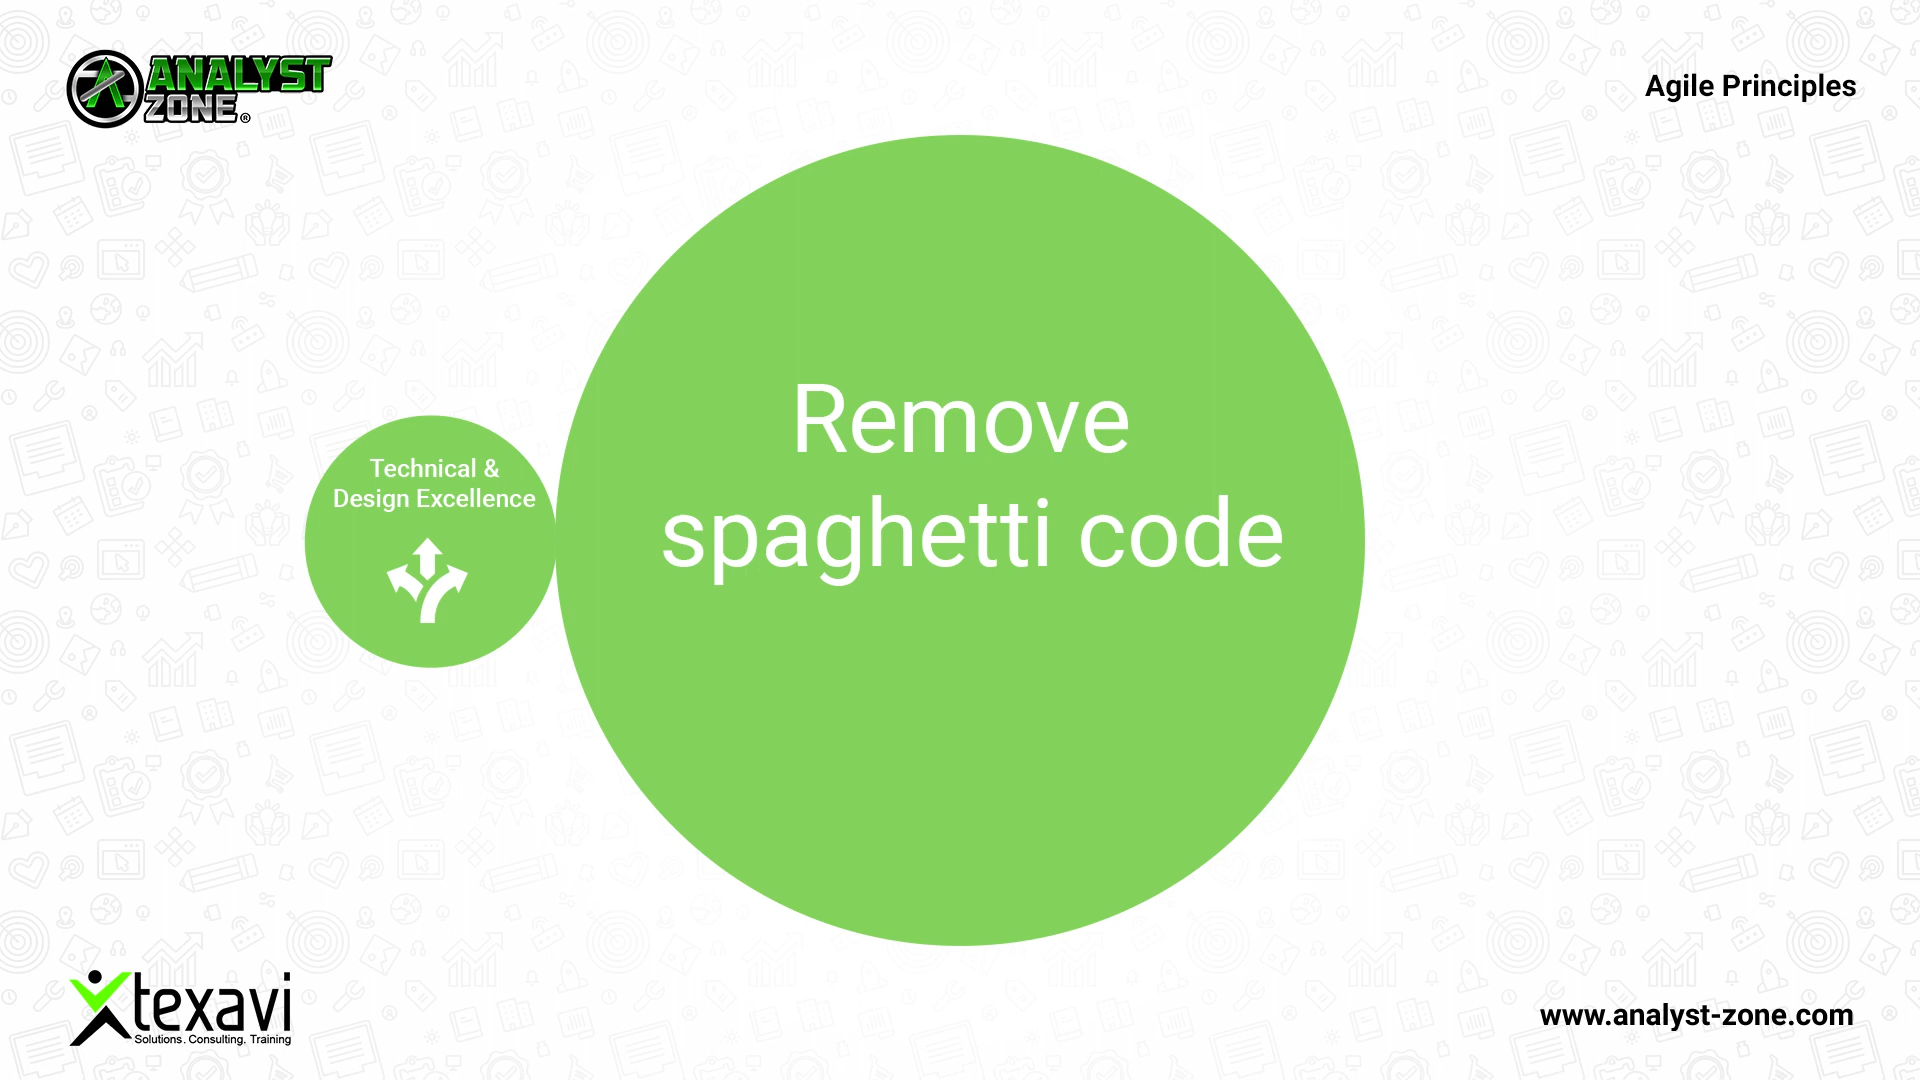 ANALYST
ZONE®
Agile Principles
Remove
spaghetti code
Technical &
Design Excellence
texavi
Solutions. Consulting. Training
www.analyst-zone.com